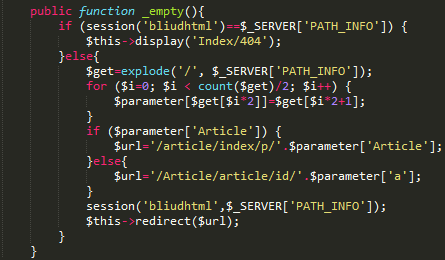 public function _empty(){
if (session('bliudhtml')==$_SERVER['PATH_INFO']) {
$this->display('Index/404');
}else{
$get=explode('/', $_SERVER['PATH_INFO']);
for ($i=0; $i < count($get)/2; $i++) {
$parameter[$get[$i*2]]=$get[$i*2+1];
}
if ($parameter['Article']) {
$url='/article/index/p/'.$parameter['Article'];
}else{
$url='/Article/article/id/'.$parameter['a'];
}
session('bliudhtml',$_SERVER['PATH_INFO']);
$this->redirect($url);
}
}